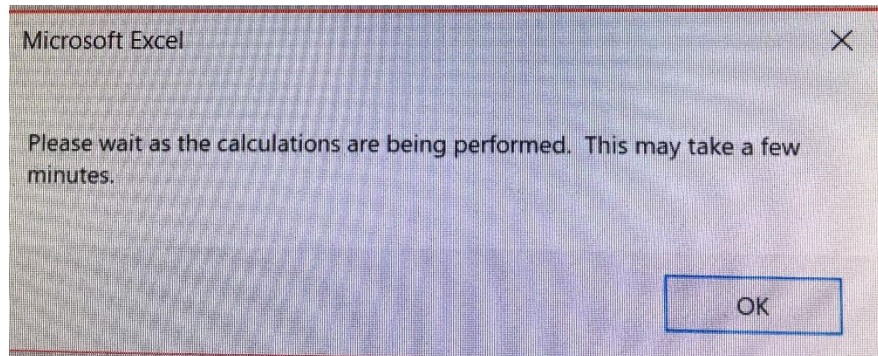 Microsoft Excel
Please wait as the calculations are being performed.  This may take a few
minutes.
OK